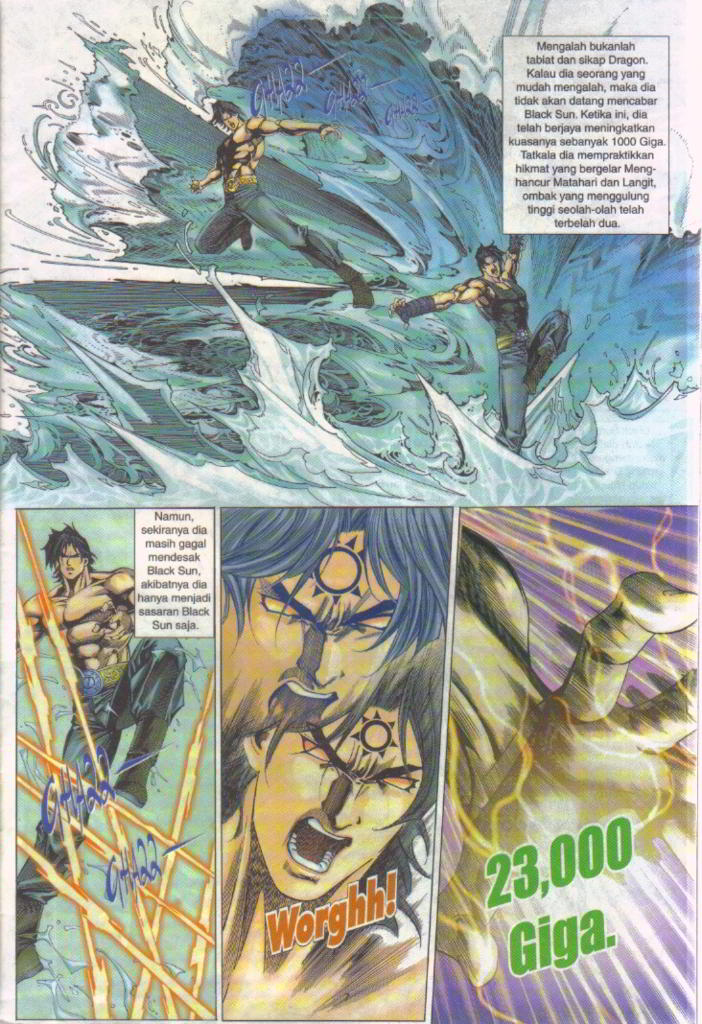 Mengalah bukanlah
tabiat dan sikap Dragon.
Kalau dia seorang yang
mudah mengalah, maka dia
tidak akan datang mencabar
Black Sun. Ketika ini, dia
telah berjaya meningkatkan
kuasanya sebanyak 1000 Giga.
Tatkala dia mempraktikkan
hikmat yang bergelar Meng-
hancur Matahari dan Langit,
ombak yang menggulung
tinggi seolah-olah telah
terbelah dua.
Namun,
sekiranya dia
masih gagal
mendesak
Black Sun,
akibatnya dia
hanya menjadi
sasaran Black
Sun saja.
Worghh!
23,000
Giga.